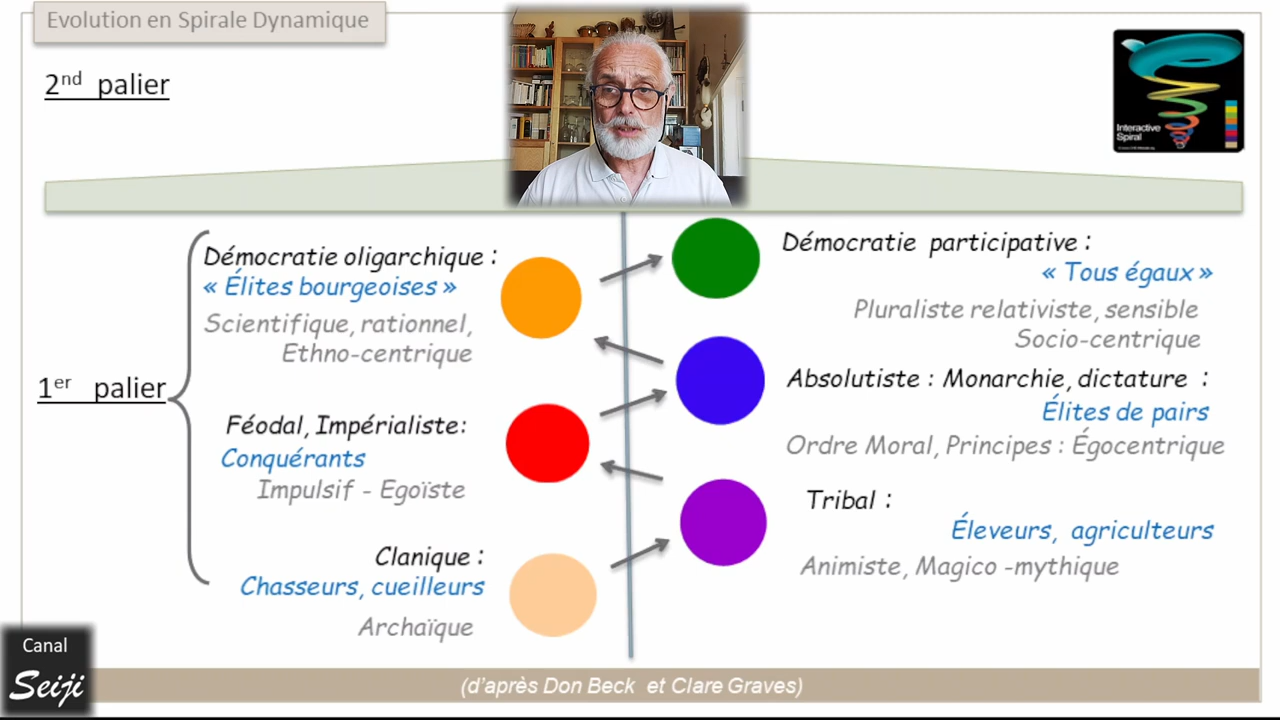 Evolution en Spirale Dynamique
2nd palier
Interactive
Spiral
Démocratie oligarchique :
« Élites bourgeoises »
Scientifique, rationnel,
Ethno-centrique
Démocratie participative :
« Tous égaux »
Pluraliste relativiste, sensible
Socio-centrique
1er palier
Absolutiste : Monarchie, dictature :
Élites de pairs
Ordre Moral, Principes : Égocentrique
Féodal, Impérialiste:
Conquérants
Impulsif - Egoïste
Tribal :
Éleveurs, agriculteurs
Animiste, Magico -mythique
Clanique :
Chasseurs, cueilleurs
Archaïque
Canal
Seiji
(d'après Don Beck et Clare Graves)